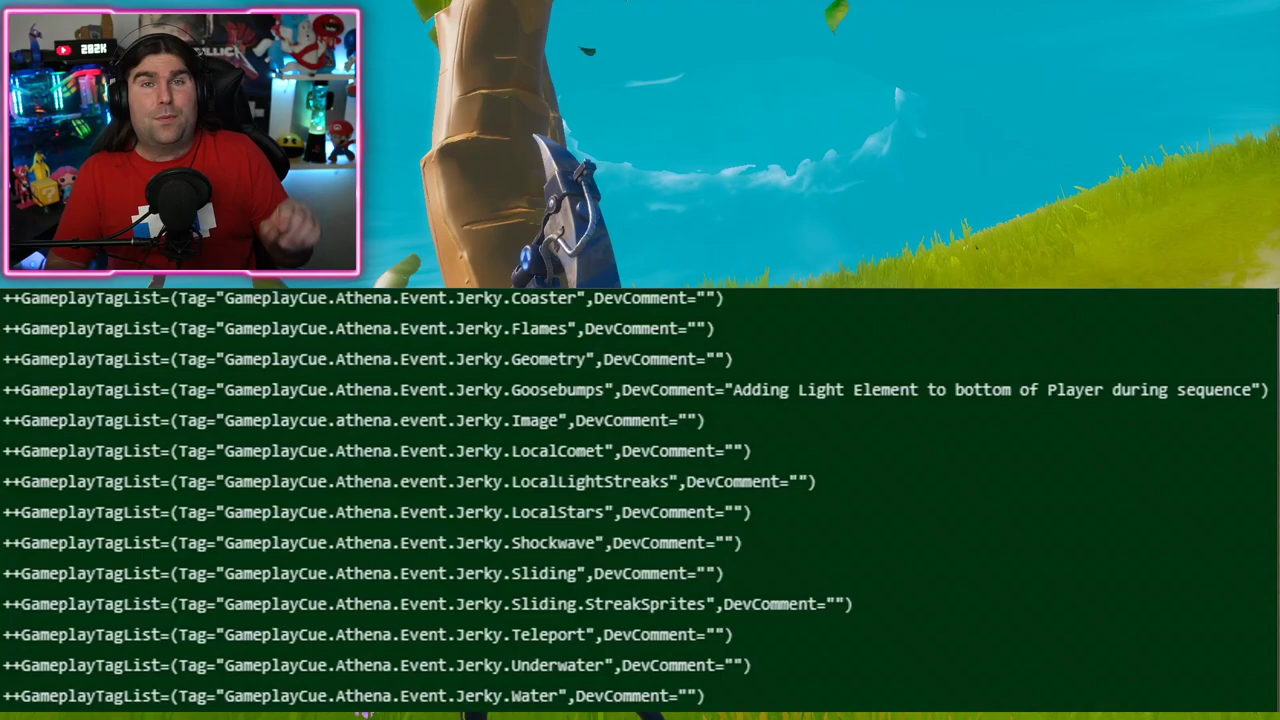 282K
METALLICA
++GameplayTagList=(Tag="GameplayCue.Athena.Event.Jerky.Coaster",DevComment="")
++GameplayTagList=(Tag="GameplayCue.Athena.Event.Jerky.Flames",DevComment="")
++GameplayTagList=(Tag="GameplayCue.Athena.Event.Jerky.Geometry",DevComment="")
++GameplayTagList=(Tag="GameplayCue.Athena.Event.Jerky.Goosebumps",DevComment="Adding Light Element to bottom of Player during sequence")
++GameplayTagList=(Tag="GameplayCue.athena.event.Jerky.Image",DevComment="")
++GameplayTagList=(Tag="GameplayCue.Athena.Event.Jerky.LocalComet",DevComment="")
++GameplayTagList=(Tag="GameplayCue.Athena.event.Jerky.LocalLightStreaks",DevComment="")
++GameplayTagList=(Tag="GameplayCue.Athena.Event.Jerky.LocalStars",DevComment="")
++GameplayTagList=(Tag="GameplayCue.Athena.Event.Jerky.Shockwave",DevComment="")
++GameplayTagList=(Tag="GameplayCue.Athena.Event.Jerky.Sliding",DevComment="")
++GameplayTagList=(Tag="GameplayCue.Athena.Event.Jerky.Sliding.StreakSprites",DevComment="")
++GameplayTagList=(Tag="GameplayCue.Athena.Event.Jerky.Teleport",DevComment="")
++GameplayTagList=(Tag="GameplayCue.Athena.Event.Jerky.Underwater",DevComment="")
++GameplayTagList=(Tag="GameplayCue.Athena.Event.Jerky.Water",DevComment="")